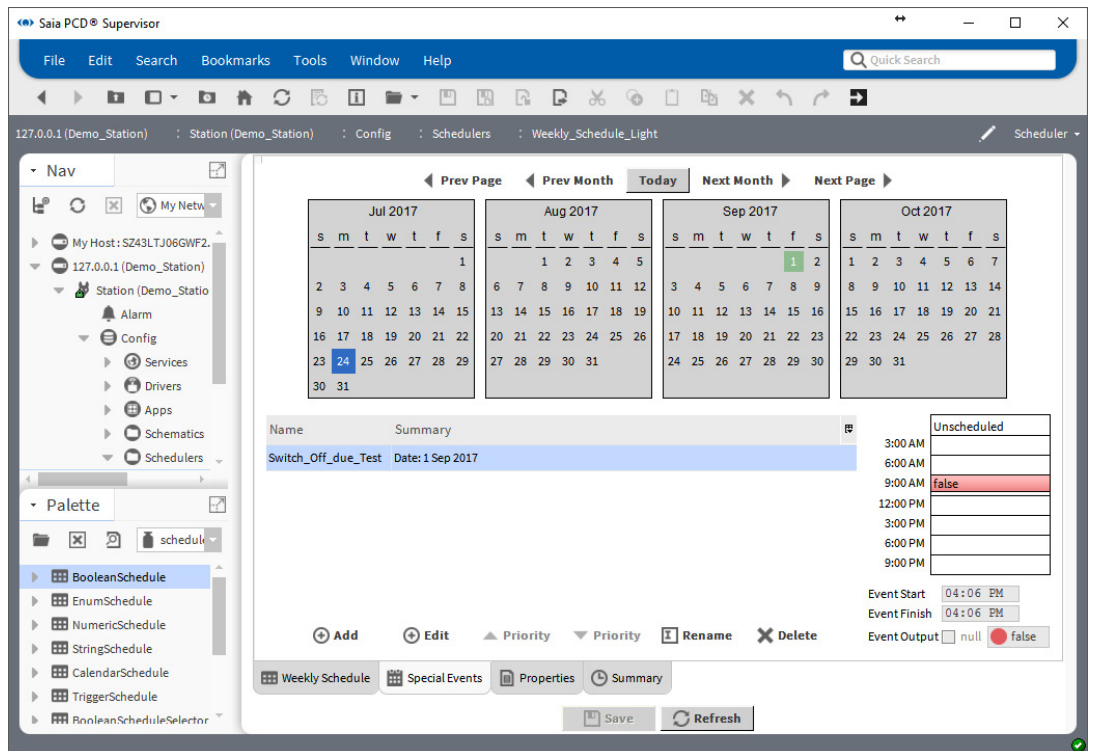 Saia PCD® Supervisor
File Edit Search Bookmarks Tools Window Help
Quick Search
127.0.0.1 (Demo_Station) : Station (Demo_Station) : Config : Schedulers : Weekly_Schedule_Light
Scheduler
Nav
My Netw
My Host : SZ43LTJ06GWF2.
127.0.0.1 (Demo_Station)
Station (Demo_Statio
Alarm
Config
Services
Drivers
Apps
Schematics
Schedulers
Palette
schedule
BooleanSchedule
EnumSchedule
NumericSchedule
StringSchedule
CalendarSchedule
TriggerSchedule
BooleanScheduleSelector
Prev Page Prev Month Today Next Month Next Page
Jul 2017
s m t w t f s
1
2 3 4 5 6 7 8
9 10 11 12 13 14 15
16 17 18 19 20 21 22
23 24 25 26 27 28 29
30 31
Aug 2017
s m t w t f s
1 2 3 4 5
6 7 8 9 10 11 12
13 14 15 16 17 18 19
20 21 22 23 24 25 26
27 28 29 30 31
Sep 2017
s m t w t f s
1 2
3 4 5 6 7 8 9
10 11 12 13 14 15 16
17 18 19 20 21 22 23
24 25 26 27 28 29 30
Oct 2017
s m t w t f s
1 2 3 4 5 6 7
8 9 10 11 12 13 14
15 16 17 18 19 20 21
22 23 24 25 26 27 28
29 30 31
Name Summary
Switch_Off_due_Test Date: 1 Sep 2017
Unscheduled
3:00 AM
6:00 AM
9:00 AM false
12:00 PM
3:00 PM
6:00 PM
9:00 PM
Event Start 04:06 PM
Event Finish 04:06 PM
Event Output null false
Add Edit Priority Priority Rename Delete
Weekly Schedule Special Events Properties Summary
Save Refresh